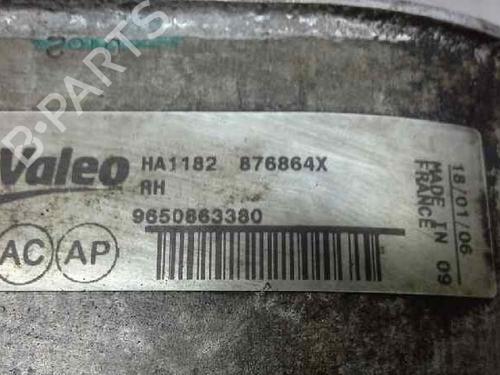 B-PARTS
Valeo HA1182 876864X
RH
9650863380
AC AP
18/01/06
MADE IN 09
FRANCE